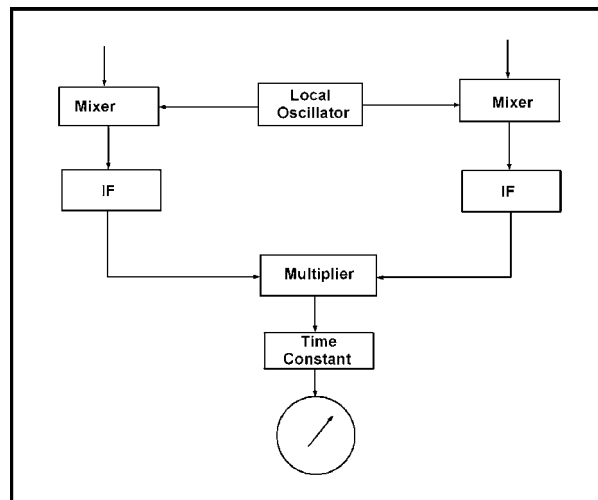 Mixer
Local
Oscillator
Mixer
IF
IF
Multiplier
Time
Constant